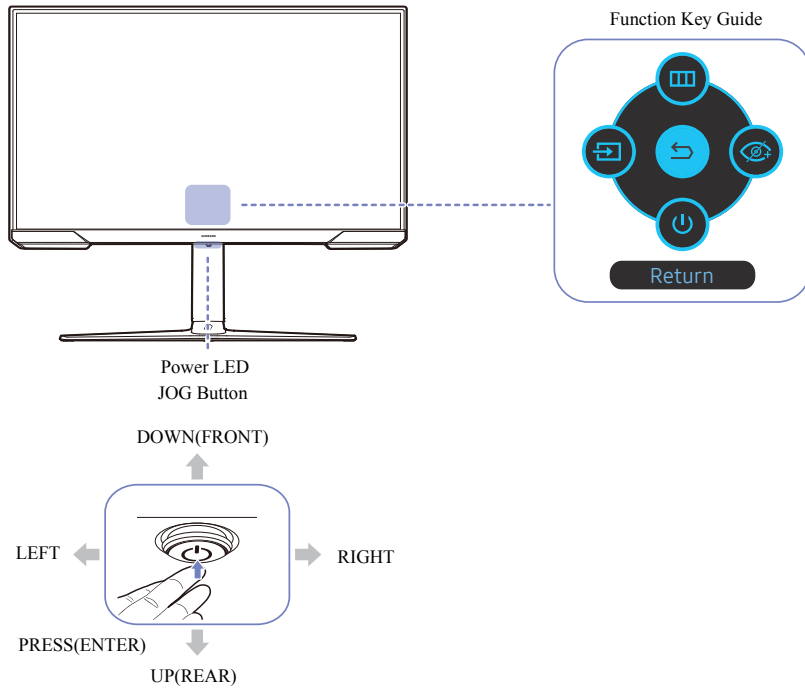 Function Key Guide
Return
Power LED
JOG Button
DOWN(FRONT)
LEFT
RIGHT
PRESS(ENTER)
UP(REAR)